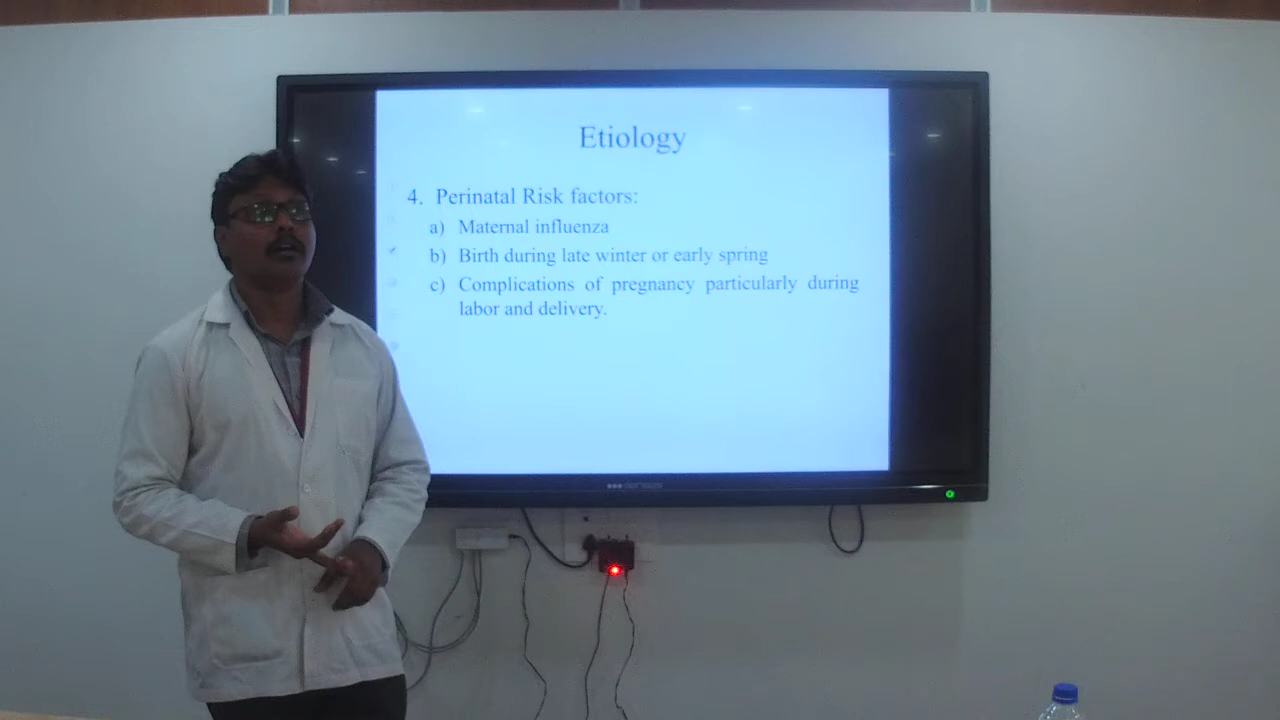 Etiology
4. Perinatal Risk factors:
a) Maternal influenza
b) Birth during late winter or early spring
c) Complications of pregnancy particularly during
labor and delivery.